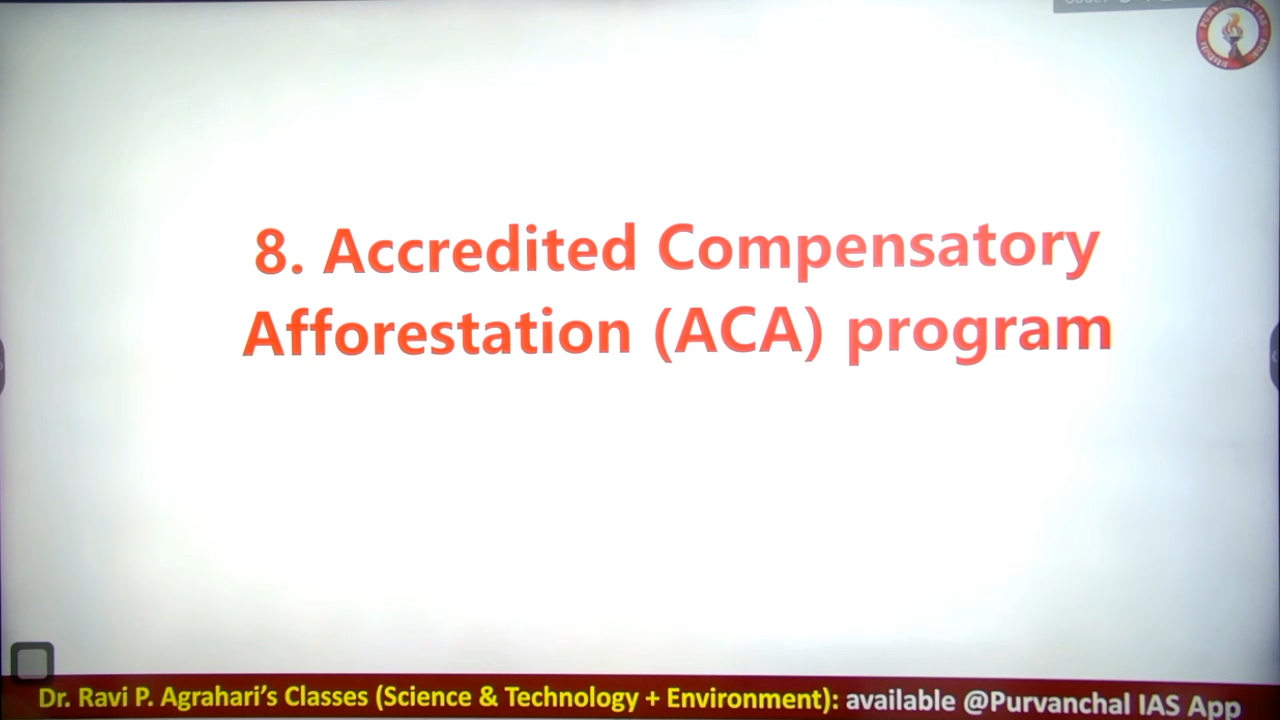 8. Accredited Compensatory
Afforestation (ACA) program
Dr. Ravi P. Agrahari's Classes (Science & Technology + Environment): available @Purvanchal IAS App